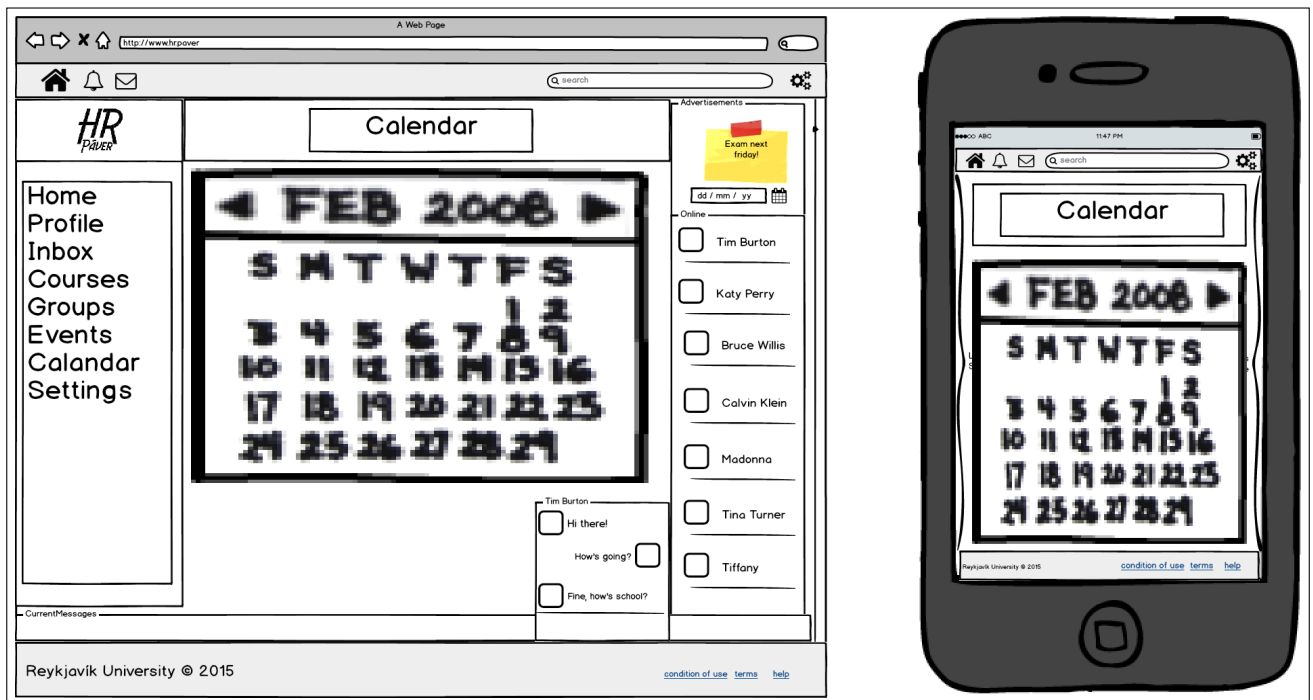 A Web Page
http://www.hrpaver
search
HR
PÁVER
Calendar
Advertisements
Exam next
friday!
dd / mm / yy
Home
Profile
Inbox
Courses
Groups
Events
Calandar
Settings
FEB 2008
S M T W T F S
1 2
3 4 5 6 7 8 9
10 11 12 13 14 15 16
17 18 19 20 21 22 23
24 25 26 27 28 29
Online
Tim Burton
Katy Perry
Bruce Willis
Calvin Klein
Madonna
Tina Turner
Tiffany
Tim Burton
Hi there!
How's going?
Fine, how's school?
CurrentMessages
Reykjavík University © 2015
condition of use terms help
ABC 11:47 PM
search
Calendar
FEB 2008
S M T W T F S
1 2
3 4 5 6 7 8 9
10 11 12 13 14 15 16
17 18 19 20 21 22 23
24 25 26 27 28 29
Reykjavík University © 2015
condition of use terms help